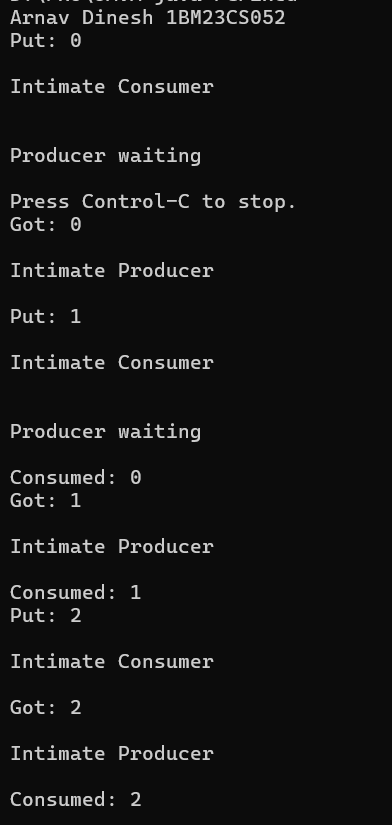 Arnav Dinesh 1BM23CS052
Put: 0
Intimate Consumer
Producer waiting
Press Control-C to stop.
Got: 0
Intimate Producer
Put: 1
Intimate Consumer
Producer waiting
Consumed: 0
Got: 1
Intimate Producer
Consumed: 1
Put: 2
Intimate Consumer
Got: 2
Intimate Producer
Consumed: 2